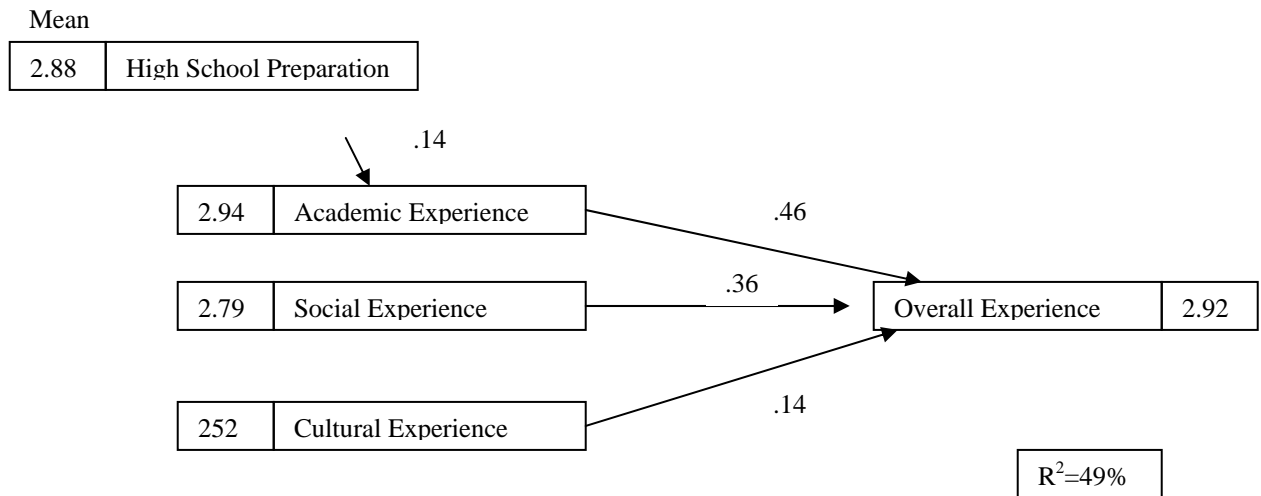 Mean
2.88 High School Preparation
.14
2.94 Academic Experience
.46
2.79 Social Experience
.36
Overall Experience 2.92
252 Cultural Experience
.14
R²=49%